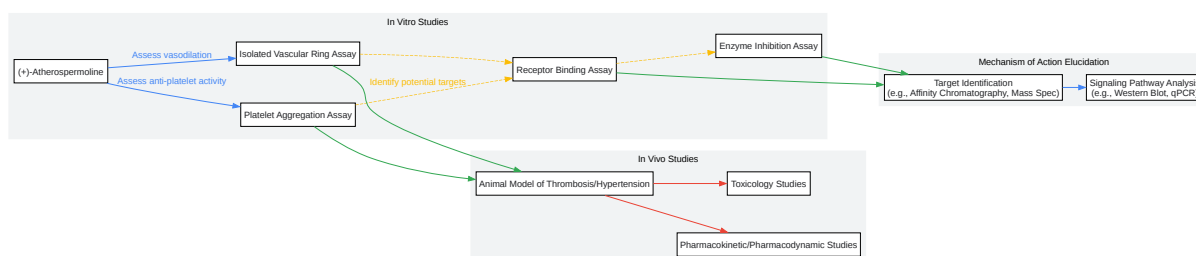 In Vitro Studies
(+)-Atherospermoline
Assess vasodilation
Assess anti-platelet activity
Isolated Vascular Ring Assay
Platelet Aggregation Assay
Identify potential targets
Receptor Binding Assay
Enzyme Inhibition Assay
Mechanism of Action Elucidation
Target Identification
(e.g., Affinity Chromatography, Mass Spec)
Signaling Pathway Analysis
(e.g., Western Blot, qPCR)
In Vivo Studies
Animal Model of Thrombosis/Hypertension
Toxicology Studies
Pharmacokinetic/Pharmacodynamic Studies